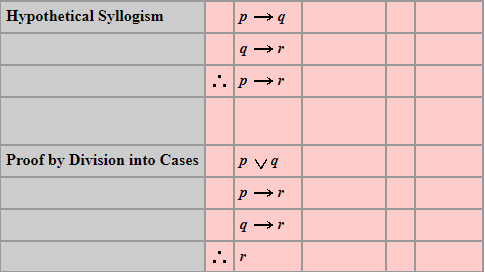 Hypothetical Syllogism p → q
q → r
∴ p → r
Proof by Division into Cases p ∨ q
p → r
q → r
∴ r